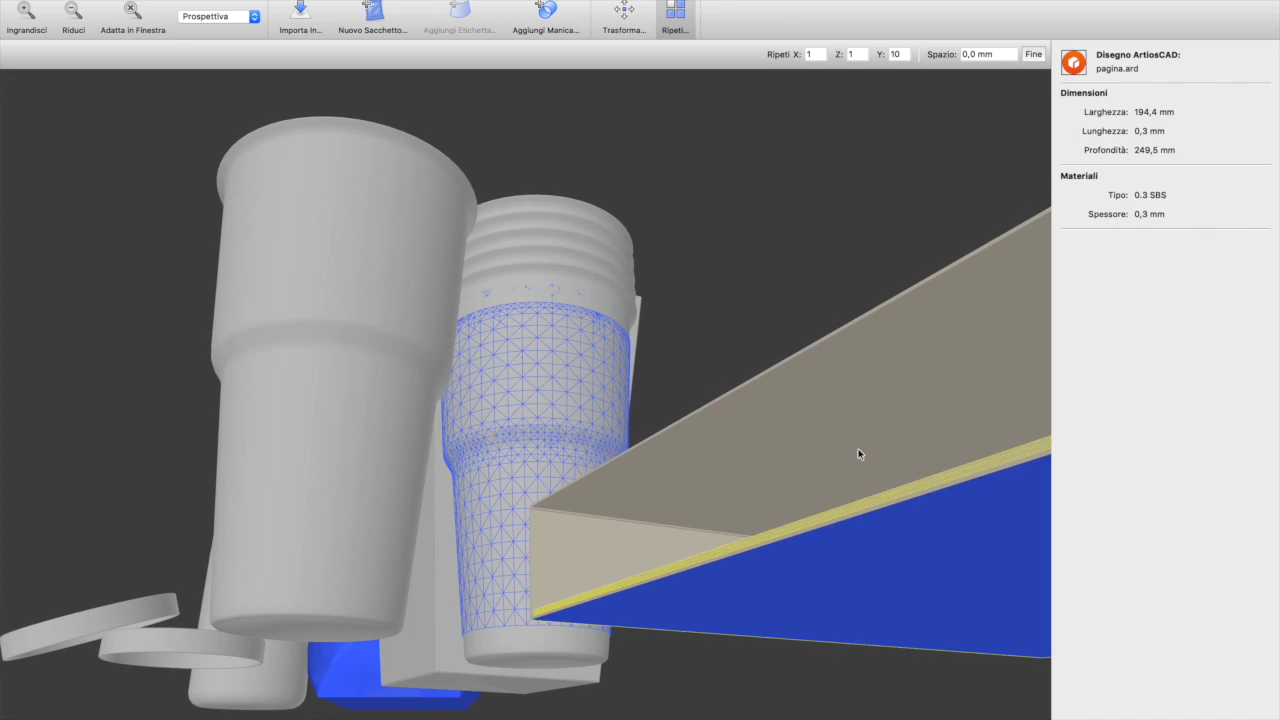 Prospettiva
Ingrandisci Riduci Adatta in Finestra Importa In... Nuovo Sacchetto... Aggiungi Etichetta... Aggiungi Manica... Trasforma... Ripeti...
Ripeti X: 1 Z: 1 Y: 10 Spazio: 0,0 mm Fine
Disegno ArtiosCAD:
pagina.ard
Dimensioni
Larghezza: 194,4 mm
Lunghezza: 0,3 mm
Profondità: 249,5 mm
Materiali
Tipo: 0.3 SBS
Spessore: 0,3 mm